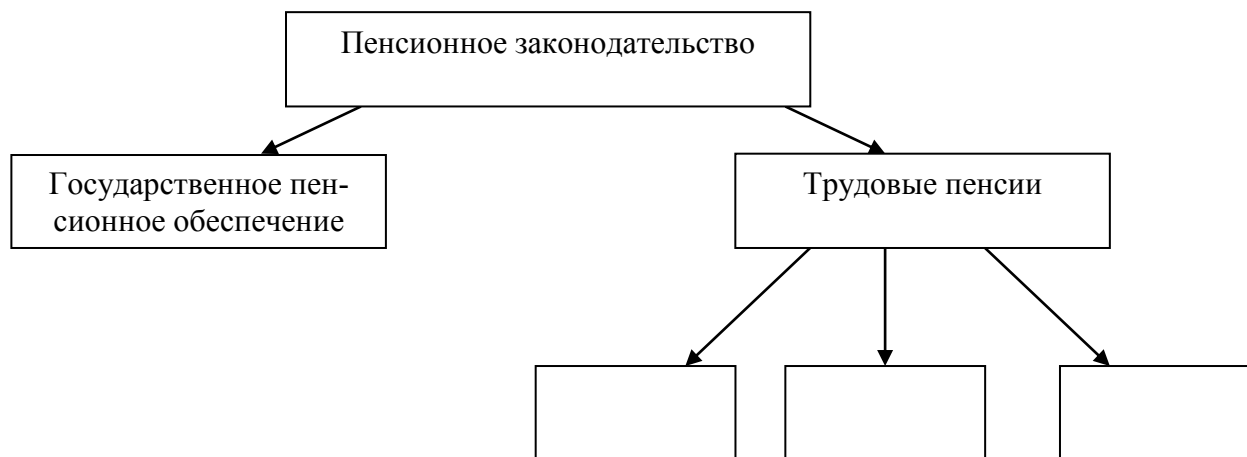 Пенсионное законодательство
Государственное пен-
сионное обеспечение
Трудовые пенсии